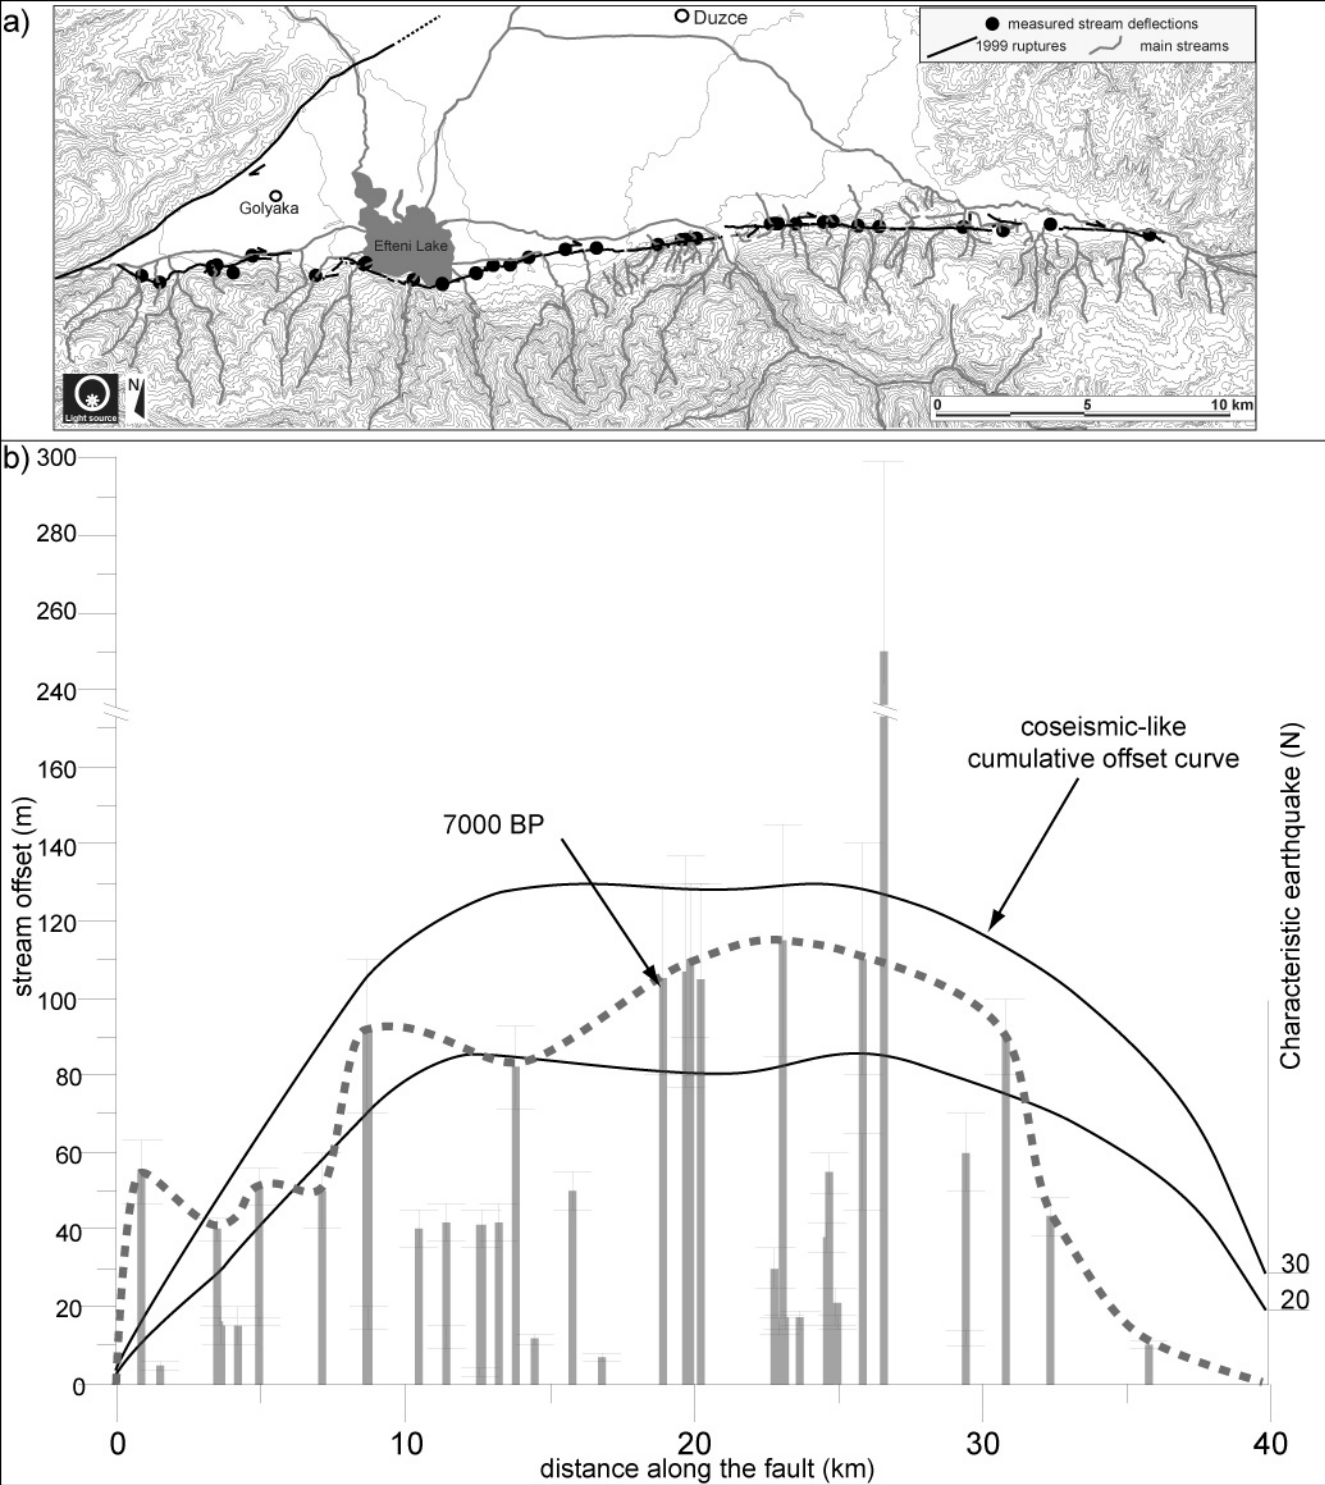 a)
Duzce
measured stream deflections
1999 ruptures
main streams
Golyaka
Efteni Lake
Light source
N
0 5 10 km
b)
300
280
260
240
160
140
120
100
80
60
40
20
0
stream offset (m)
7000 BP
coseismic-like
cumulative offset curve
Characteristic earthquake (N)
30
20
0 10 20 30 40
distance along the fault (km)